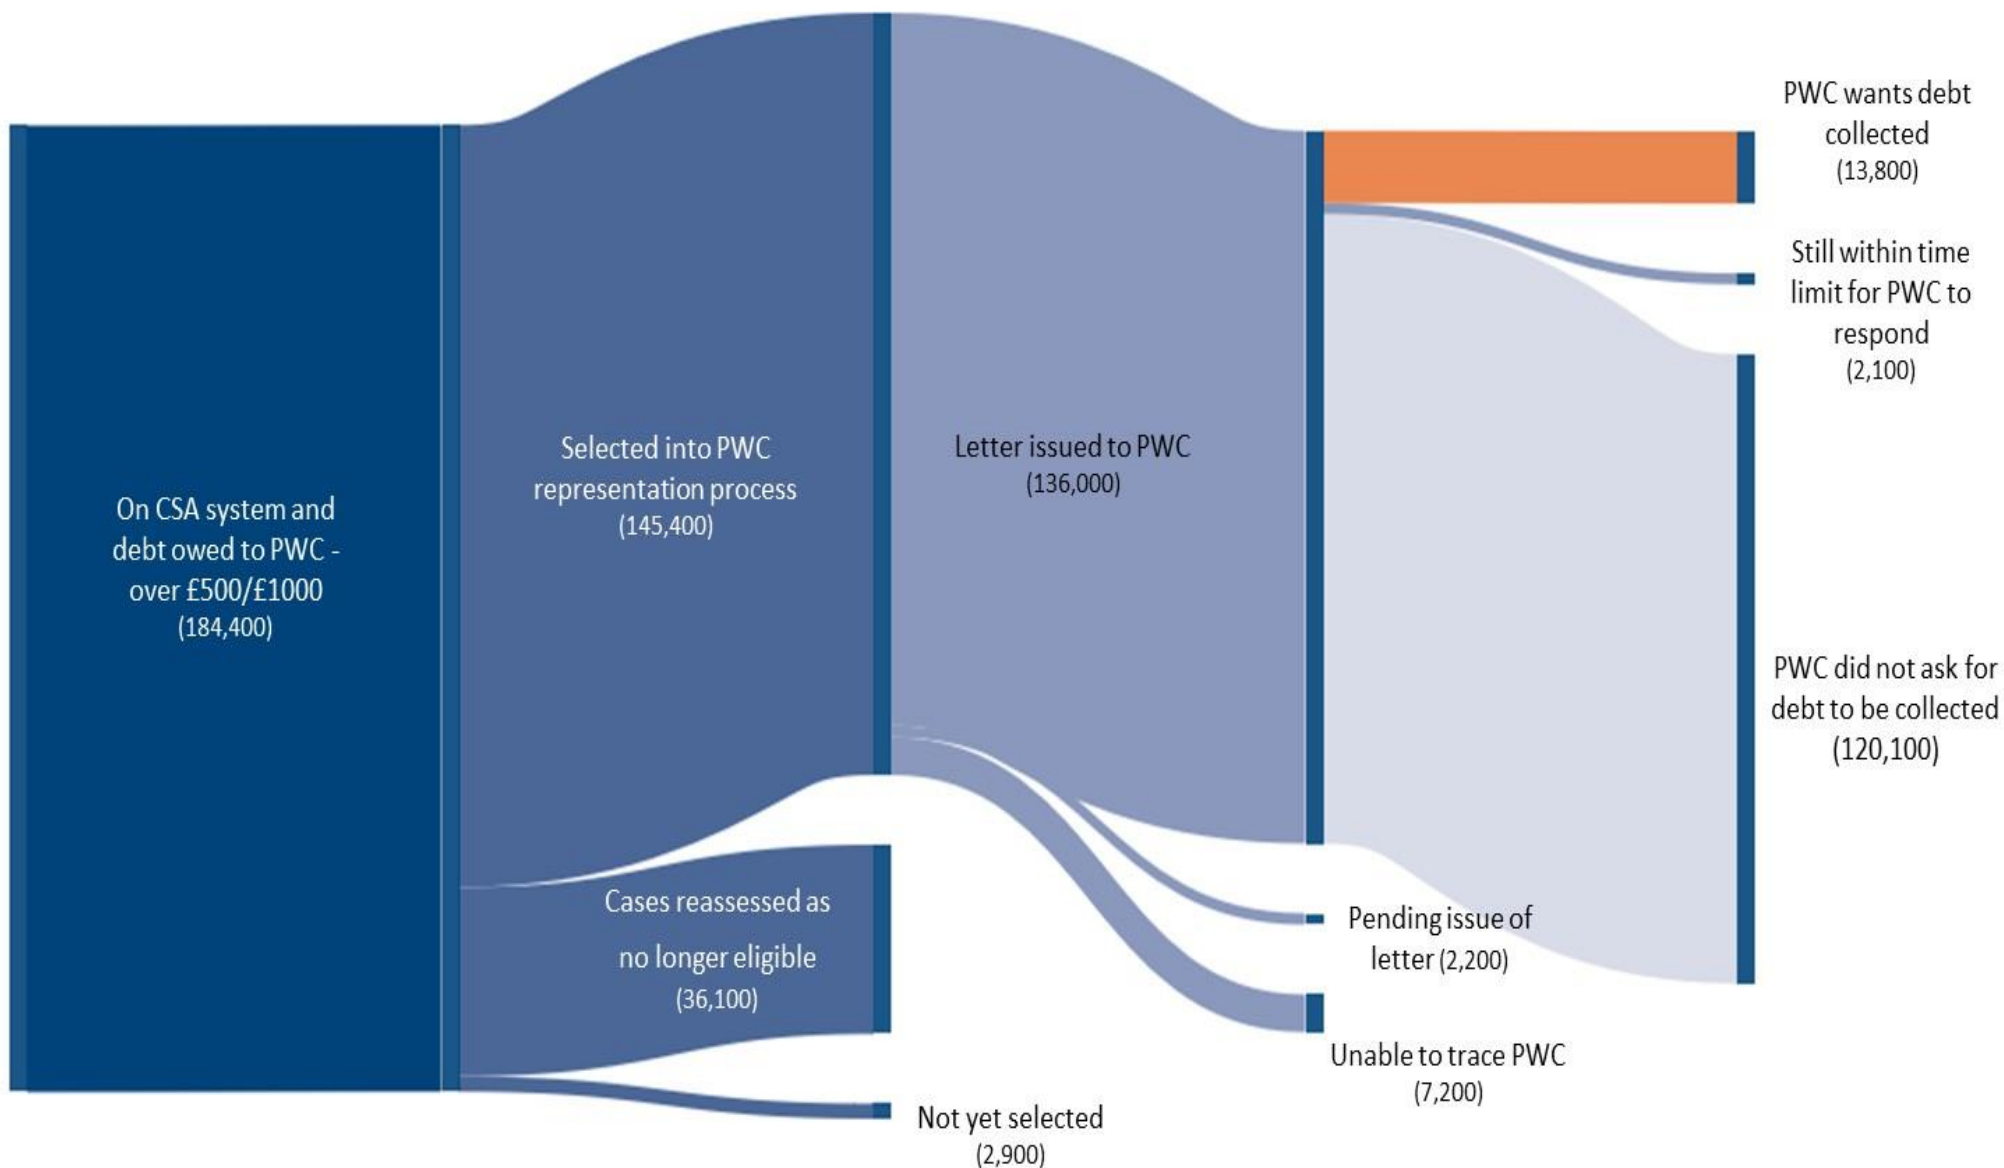 On CSA system and
debt owed to PWC -
over £500/£1000
(184,400)
Selected into PWC
representation process
(145,400)
Cases reassessed as
no longer eligible
(36,100)
Not yet selected
(2,900)
Letter issued to PWC
(136,000)
Pending issue of
letter (2,200)
Unable to trace PWC
(7,200)
PWC wants debt
collected
(13,800)
Still within time
limit for PWC to
respond
(2,100)
PWC did not ask for
debt to be collected
(120,100)